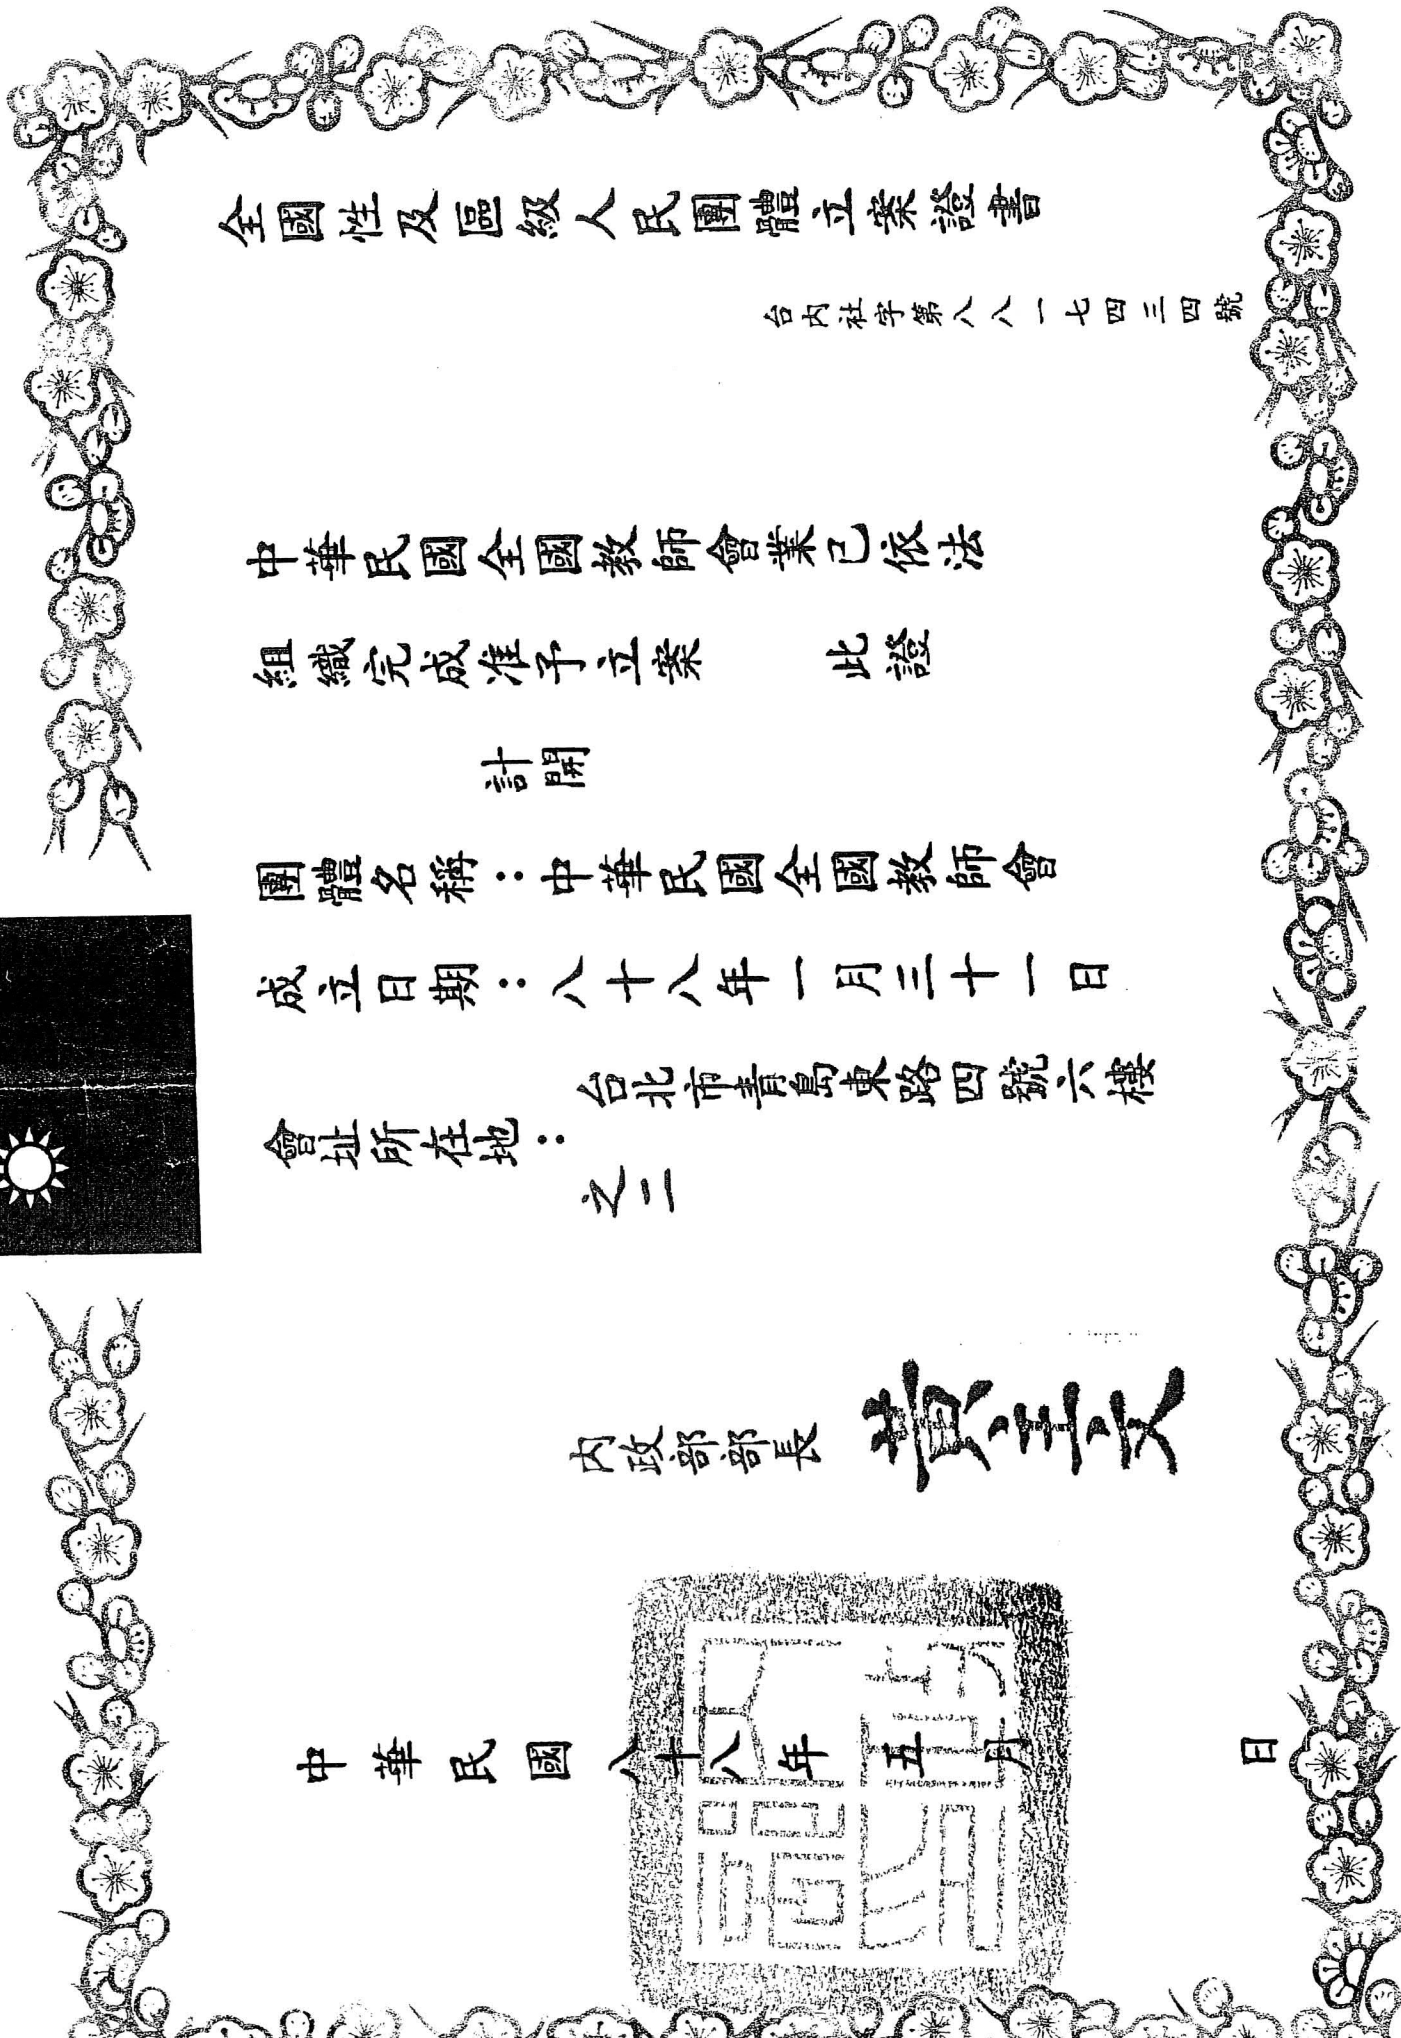 全國性及區級人民團體立案證書
台內社字第八八一七四三四號
中華民國全國教師會業已依法
組織完成准予立案 此證
計開
團體名稱：中華民國全國教師會
成立日期：八十八年一月三十一日
會址所在地：台北市青島東路四號六樓
之二
內政部部長 黃主文
中華民國八十八年五月 日
內政部印